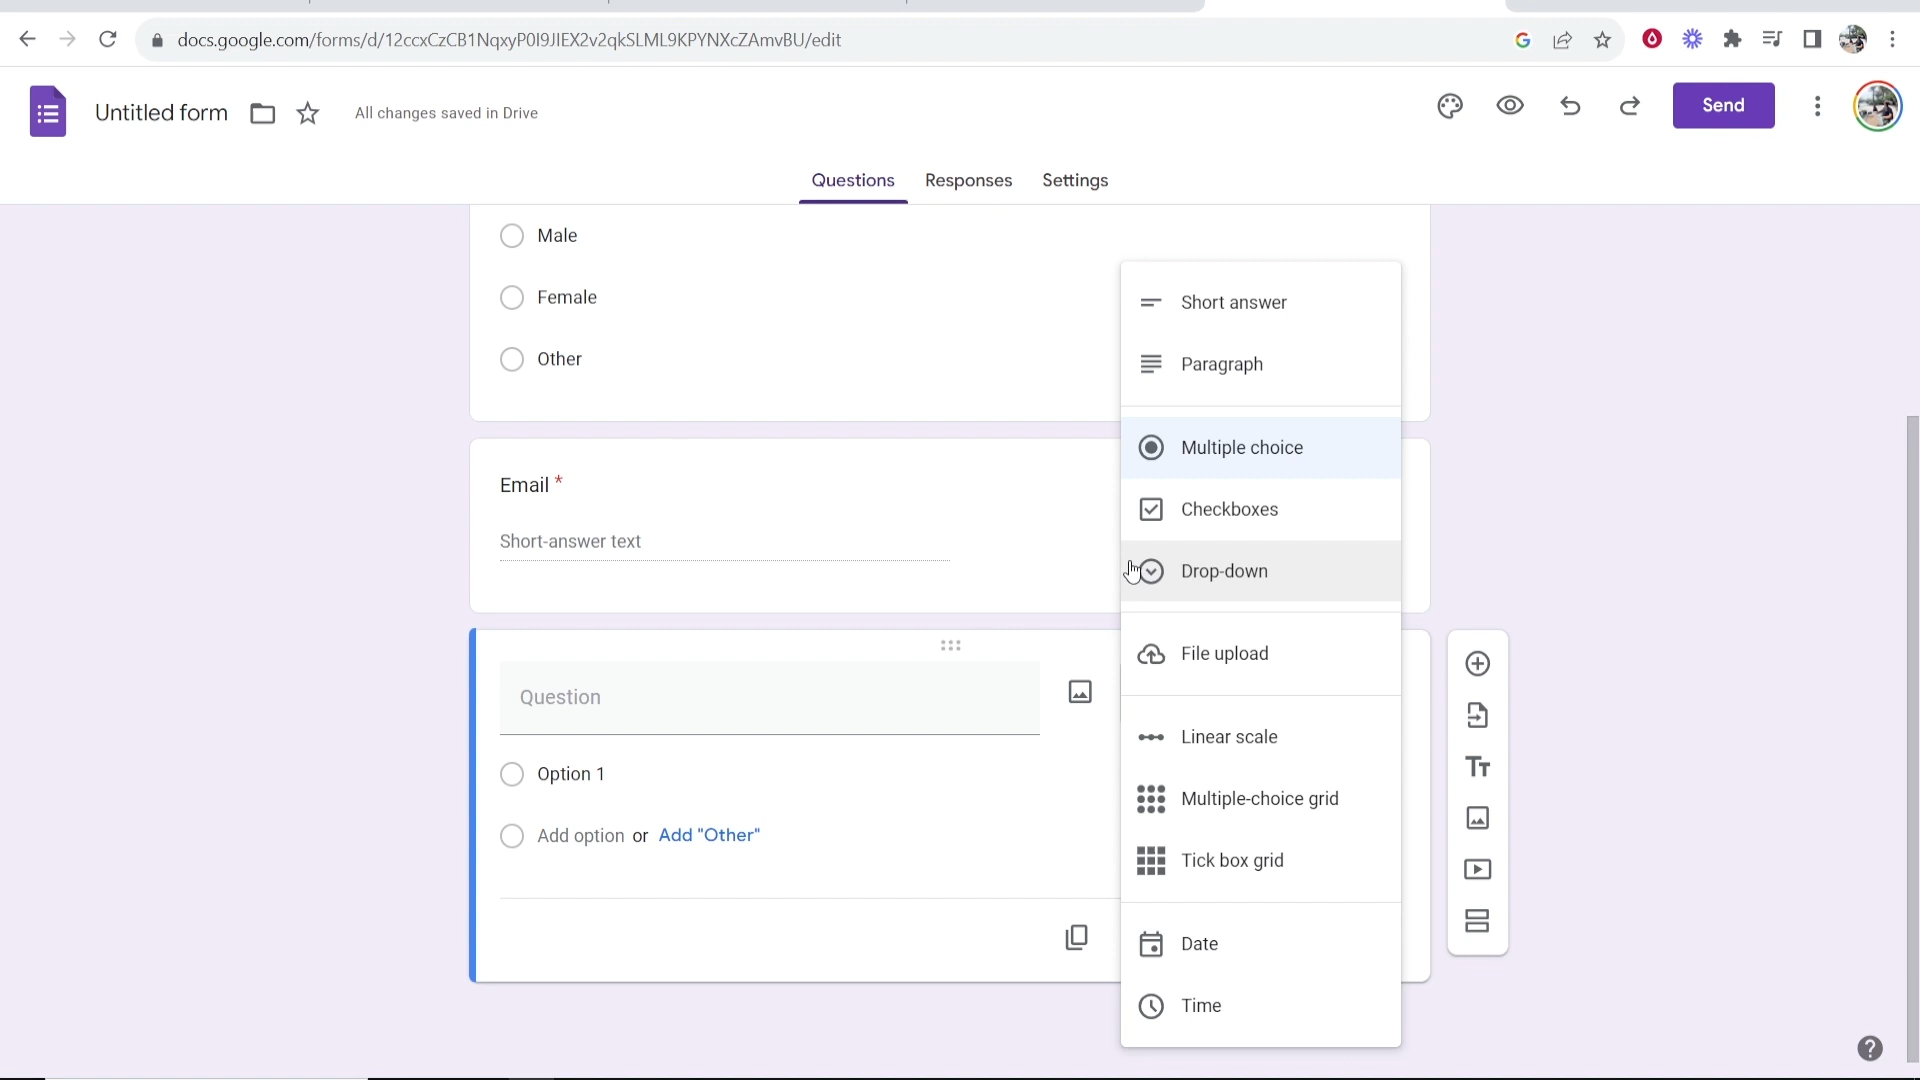 docs.google.com/forms/d/12ccxCzCB1NqxyP0I9JIEX2v2qkSLML9KPYNXcZAmvBU/edit
Untitled form
All changes saved in Drive
Send
Questions
Responses
Settings
Male
Female
Other
Email *
Short-answer text
Question
Option 1
Add option or Add "Other"
Short answer
Paragraph
Multiple choice
Checkboxes
Drop-down
File upload
Linear scale
Multiple-choice grid
Tick box grid
Date
Time